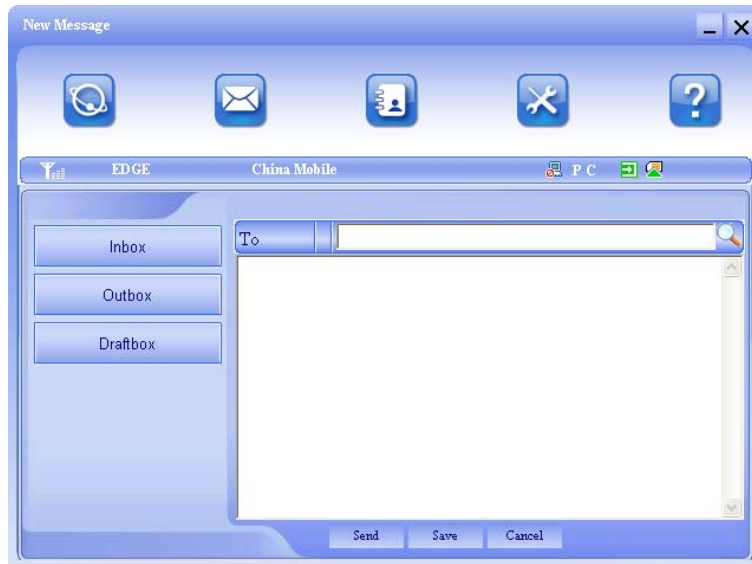 New Message
EDGE China Mobile P C
Inbox
Outbox
Draftbox
To
Send Save Cancel